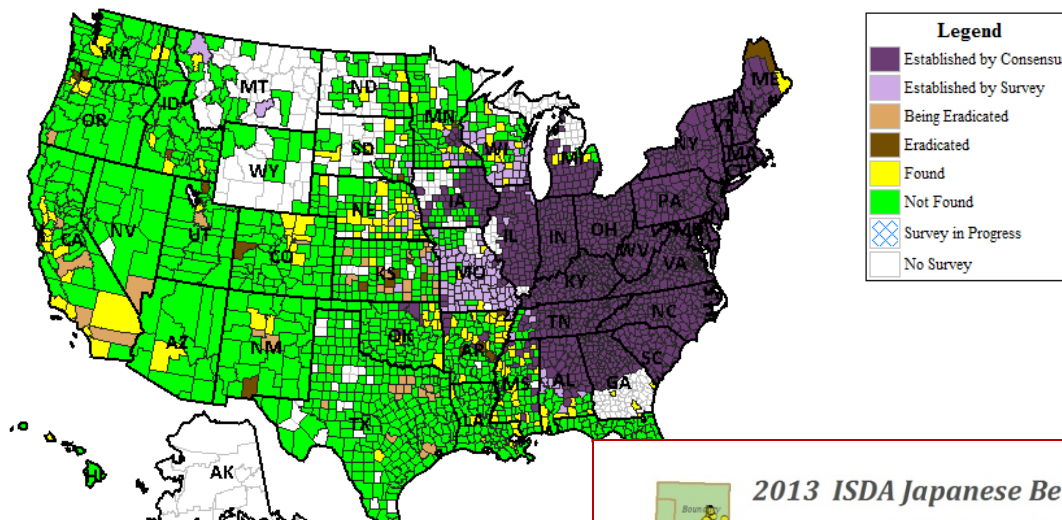 Legend
Established by Consensu
Established by Survey
Being Eradicated
Eradicated
Found
Not Found
Survey in Progress
No Survey
WA
MT
ND
MN
ME
OR
ID
SD
WI
MI
NY
VT
NH
MA
WY
NE
IA
PA
NJ
NV
UT
CO
KS
MO
IL
IN
OH
WV
VA
CA
KY
AZ
NM
OK
AR
TN
NC
SC
TX
LA
MS
AL
GA
AK
HI
2013 ISDA Japanese Be
Boundary